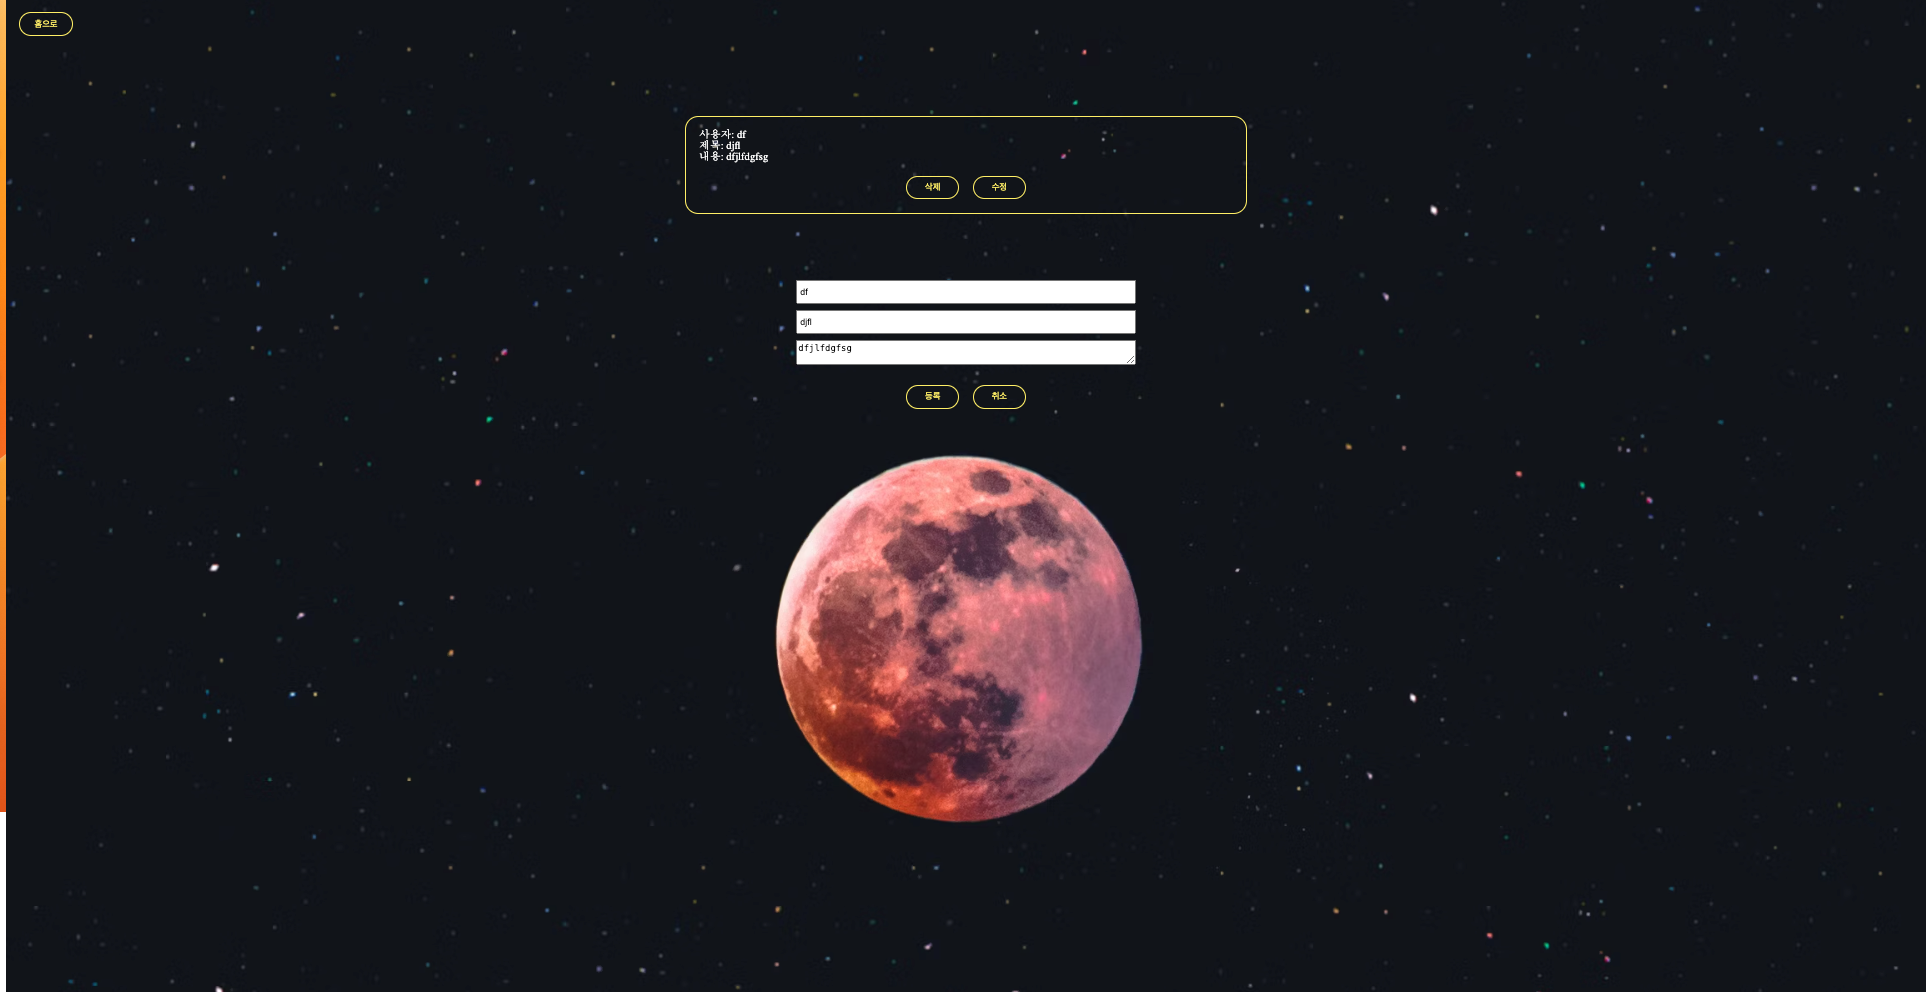 홈으로
사용자: df
제목: djfl
내용: dfjlfdgfsg
삭제 수정
df
djfl
dfjlfdgfsg
등록 취소